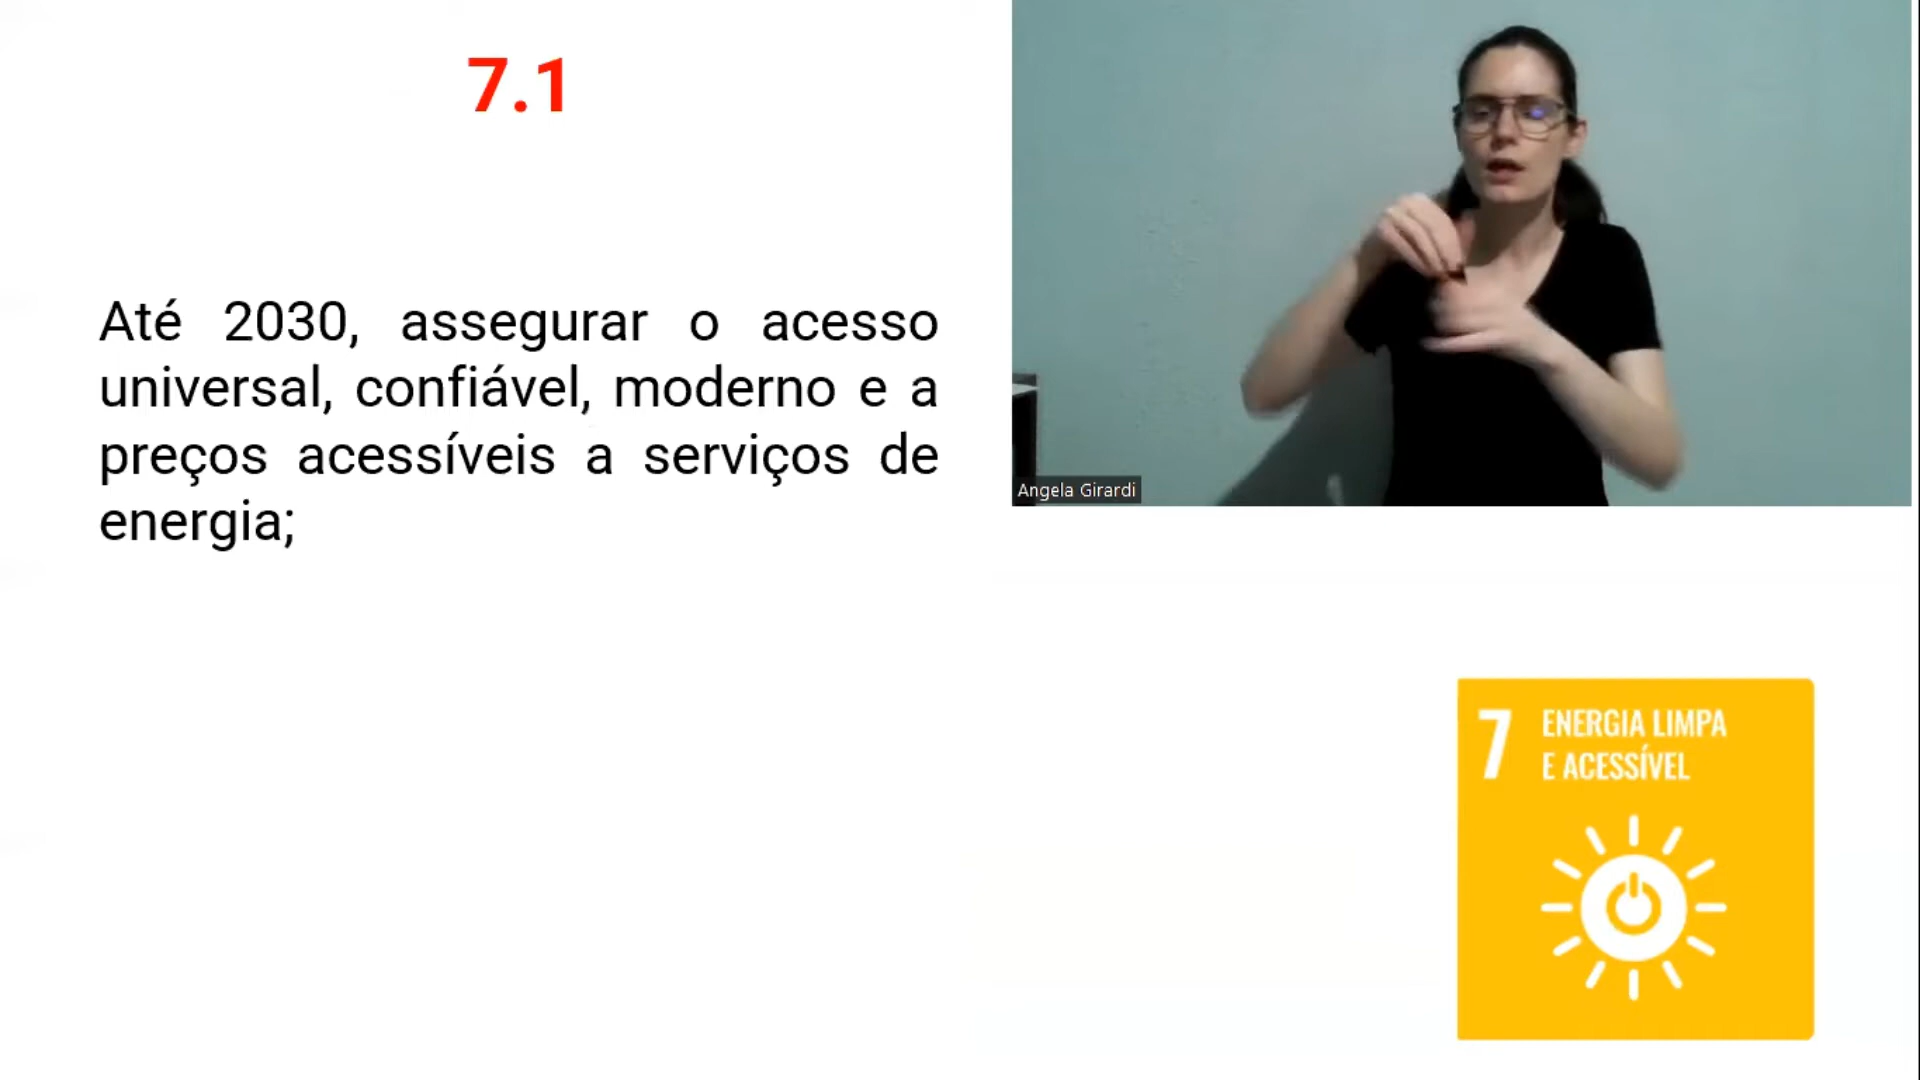 7.1
Até 2030, assegurar o acesso
universal, confiável, moderno e a
preços acessíveis a serviços de
energia;
Angela Girardi
7 ENERGIA LIMPA
E ACESSÍVEL